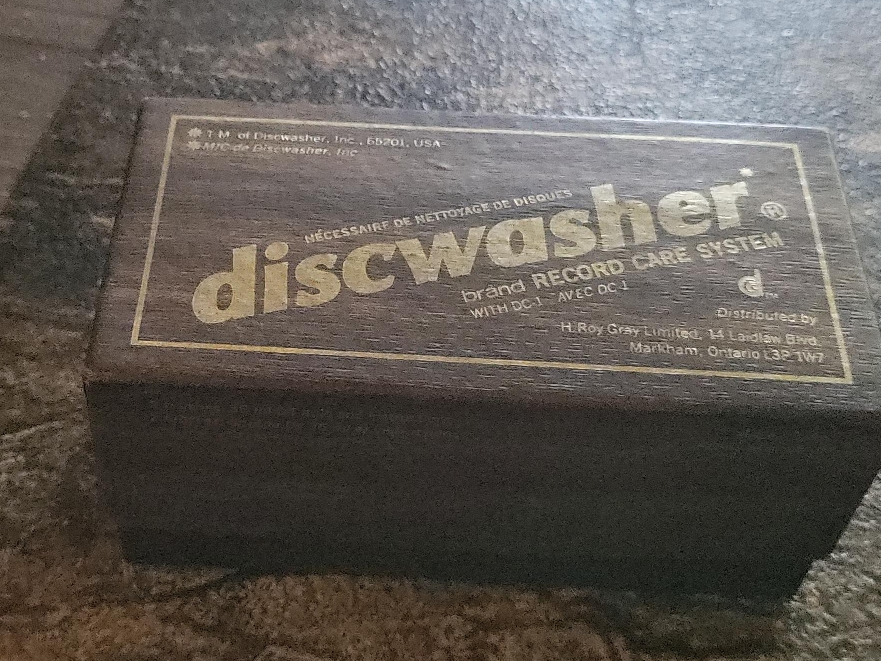 ✱ T.M. of Discwasher, Inc., 65201, USA
✱ M/C de Discwasher, Inc.
NÉCESSAIRE DE NETTOYAGE DE DISQUES
discwasher*®
brand RECORD CARE SYSTEM
WITH DC-1 AVEC DC-1
d TM
Distributed by
H. Roy Gray Limited, 14 Laidlaw Blvd.
Markham, Ontario L3P 1W7